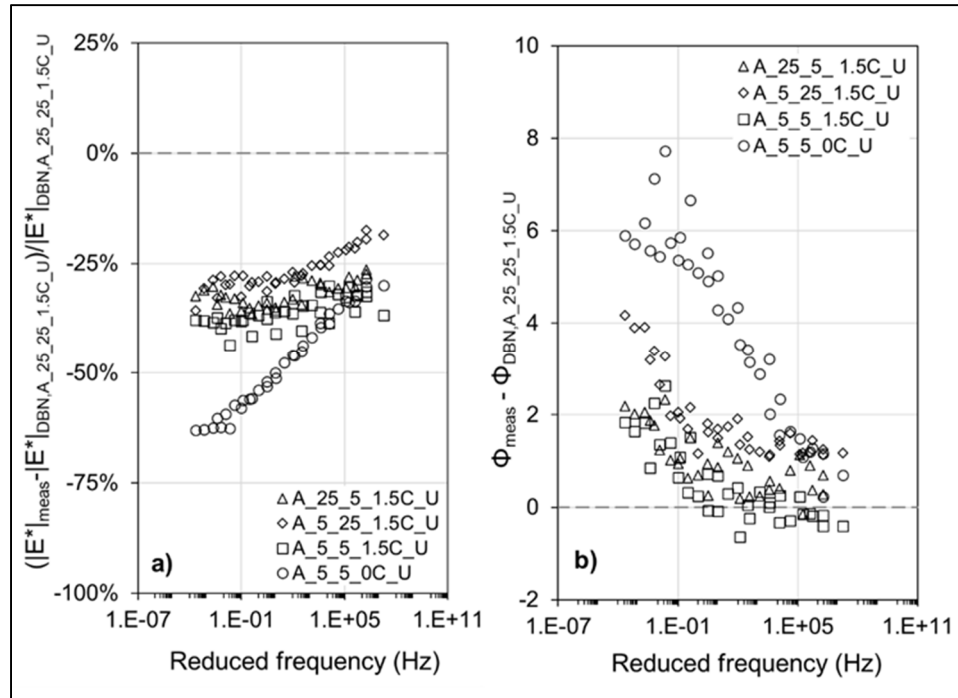 (|E*|meas-|E*|DBN,A_25_25_1.5C_U)/|E*|DBN,A_25_25_1.5C_U
25%
0%
-25%
-50%
-75%
-100%
1.E-07
1.E-01
1.E+05
1.E+11
Reduced frequency (Hz)
A_25_5_1.5C_U
A_5_25_1.5C_U
A_5_5_1.5C_U
A_5_5_0C_U
a)
Φmeas - ΦDBN,A_25_25_1.5C_U
10
8
6
4
2
0
-2
1.E-07
1.E-01
1.E+05
1.E+11
Reduced frequency (Hz)
A_25_5_ 1.5C_U
A_5_25_1.5C_U
A_5_5_1.5C_U
A_5_5_0C_U
b)